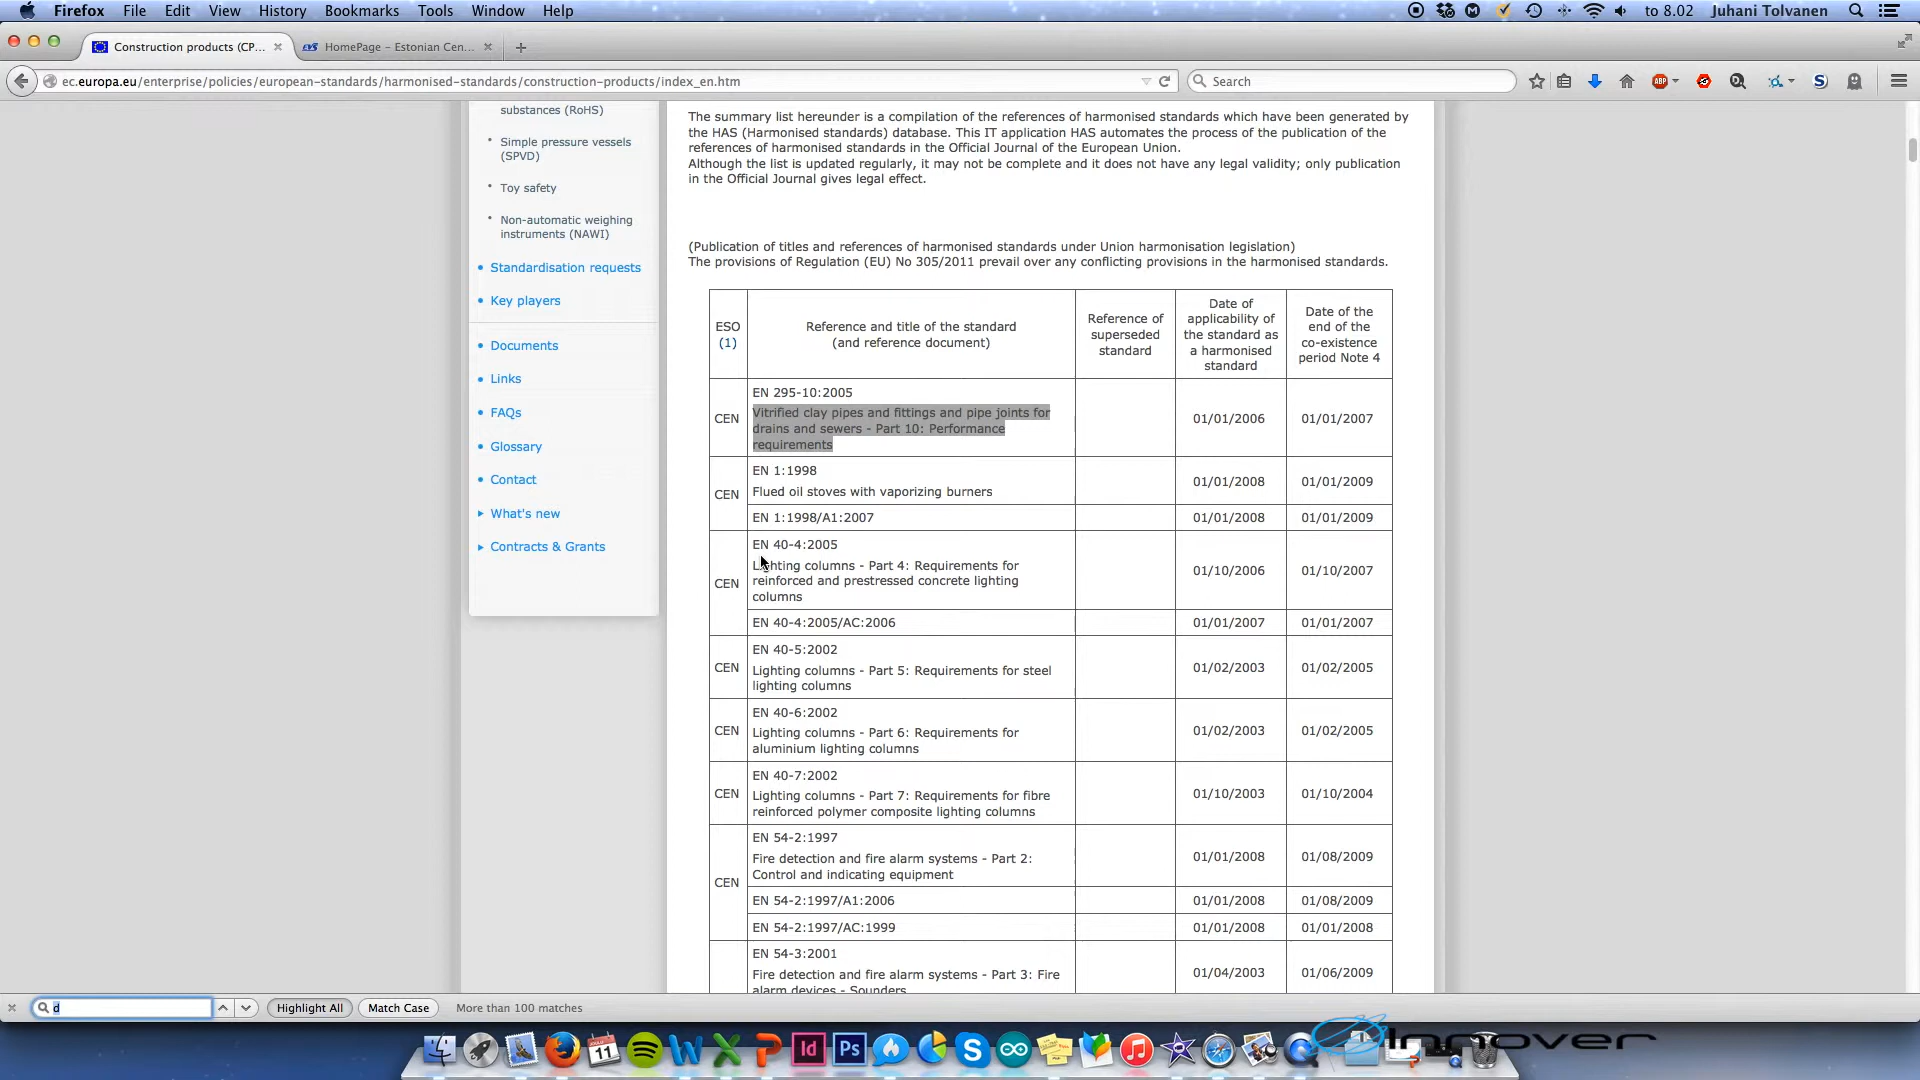 Firefox File Edit View History Bookmarks Tools Window Help to 8.02 Juhani Tolvanen
Construction products (CP... HomePage – Estonian Cen...
ec.europa.eu/enterprise/policies/european-standards/harmonised-standards/construction-products/index_en.htm Search
substances (RoHS)
Simple pressure vessels
(SPVD)
Toy safety
Non-automatic weighing
instruments (NAWI)
Standardisation requests
Key players
Documents
Links
FAQs
Glossary
Contact
What's new
Contracts & Grants
The summary list hereunder is a compilation of the references of harmonised standards which have been generated by
the HAS (Harmonised standards) database. This IT application HAS automates the process of the publication of the
references of harmonised standards in the Official Journal of the European Union.
Although the list is updated regularly, it may not be complete and it does not have any legal validity; only publication
in the Official Journal gives legal effect.
(Publication of titles and references of harmonised standards under Union harmonisation legislation)
The provisions of Regulation (EU) No 305/2011 prevail over any conflicting provisions in the harmonised standards.
ESO
(1)
Reference and title of the standard
(and reference document)
Reference of
superseded
standard
Date of
applicability of
the standard as
a harmonised
standard
Date of the
end of the
co-existence
period Note 4
CEN
EN 295-10:2005
Vitrified clay pipes and fittings and pipe joints for
drains and sewers - Part 10: Performance
requirements
01/01/2006 01/01/2007
CEN
EN 1:1998
Flued oil stoves with vaporizing burners
01/01/2008 01/01/2009
EN 1:1998/A1:2007 01/01/2008 01/01/2009
CEN
EN 40-4:2005
Lighting columns - Part 4: Requirements for
reinforced and prestressed concrete lighting
columns
01/10/2006 01/10/2007
EN 40-4:2005/AC:2006 01/01/2007 01/01/2007
CEN
EN 40-5:2002
Lighting columns - Part 5: Requirements for steel
lighting columns
01/02/2003 01/02/2005
CEN
EN 40-6:2002
Lighting columns - Part 6: Requirements for
aluminium lighting columns
01/02/2003 01/02/2005
CEN
EN 40-7:2002
Lighting columns - Part 7: Requirements for fibre
reinforced polymer composite lighting columns
01/10/2003 01/10/2004
CEN
EN 54-2:1997
Fire detection and fire alarm systems - Part 2:
Control and indicating equipment
01/01/2008 01/08/2009
EN 54-2:1997/A1:2006 01/01/2008 01/08/2009
EN 54-2:1997/AC:1999 01/01/2008 01/01/2008
EN 54-3:2001
Fire detection and fire alarm systems - Part 3: Fire
alarm devices - Sounders
01/04/2003 01/06/2009
d Highlight All Match Case More than 100 matches
11 Id Ps
Innover